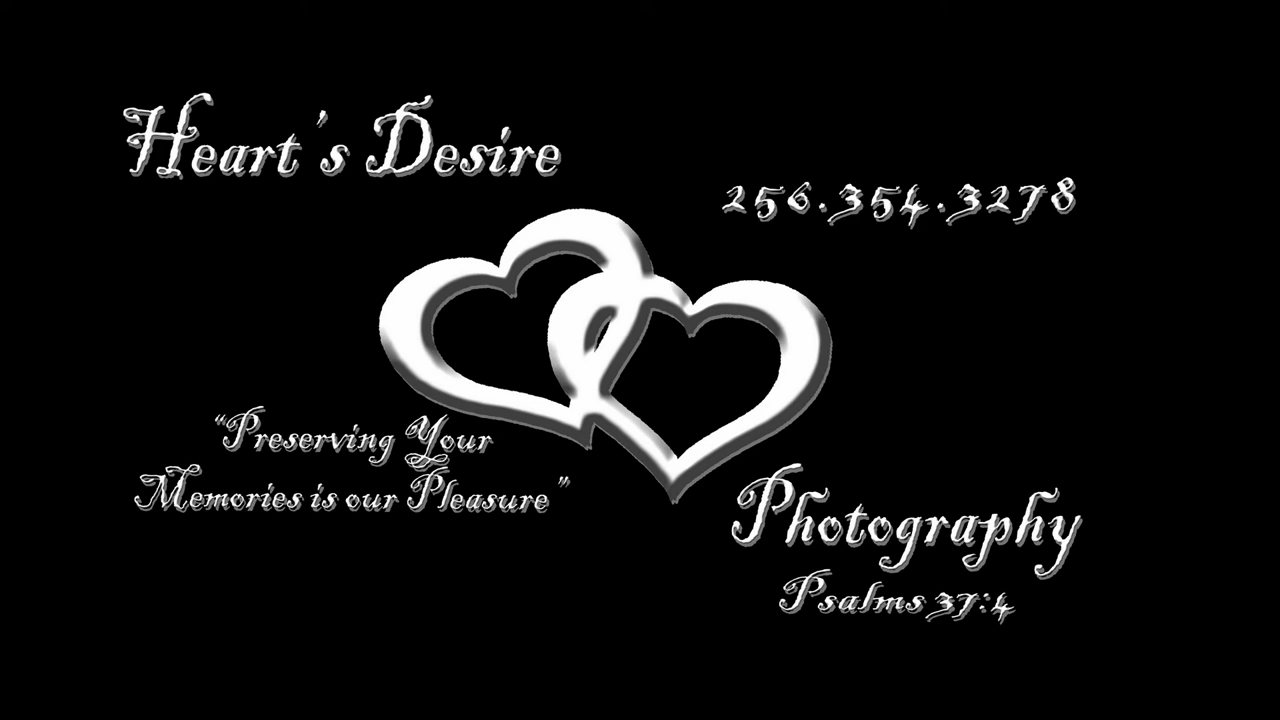 Heart's Desire
256.354.3278
"Preserving Your
Memories is our Pleasure"
Photography
Psalms 37:4